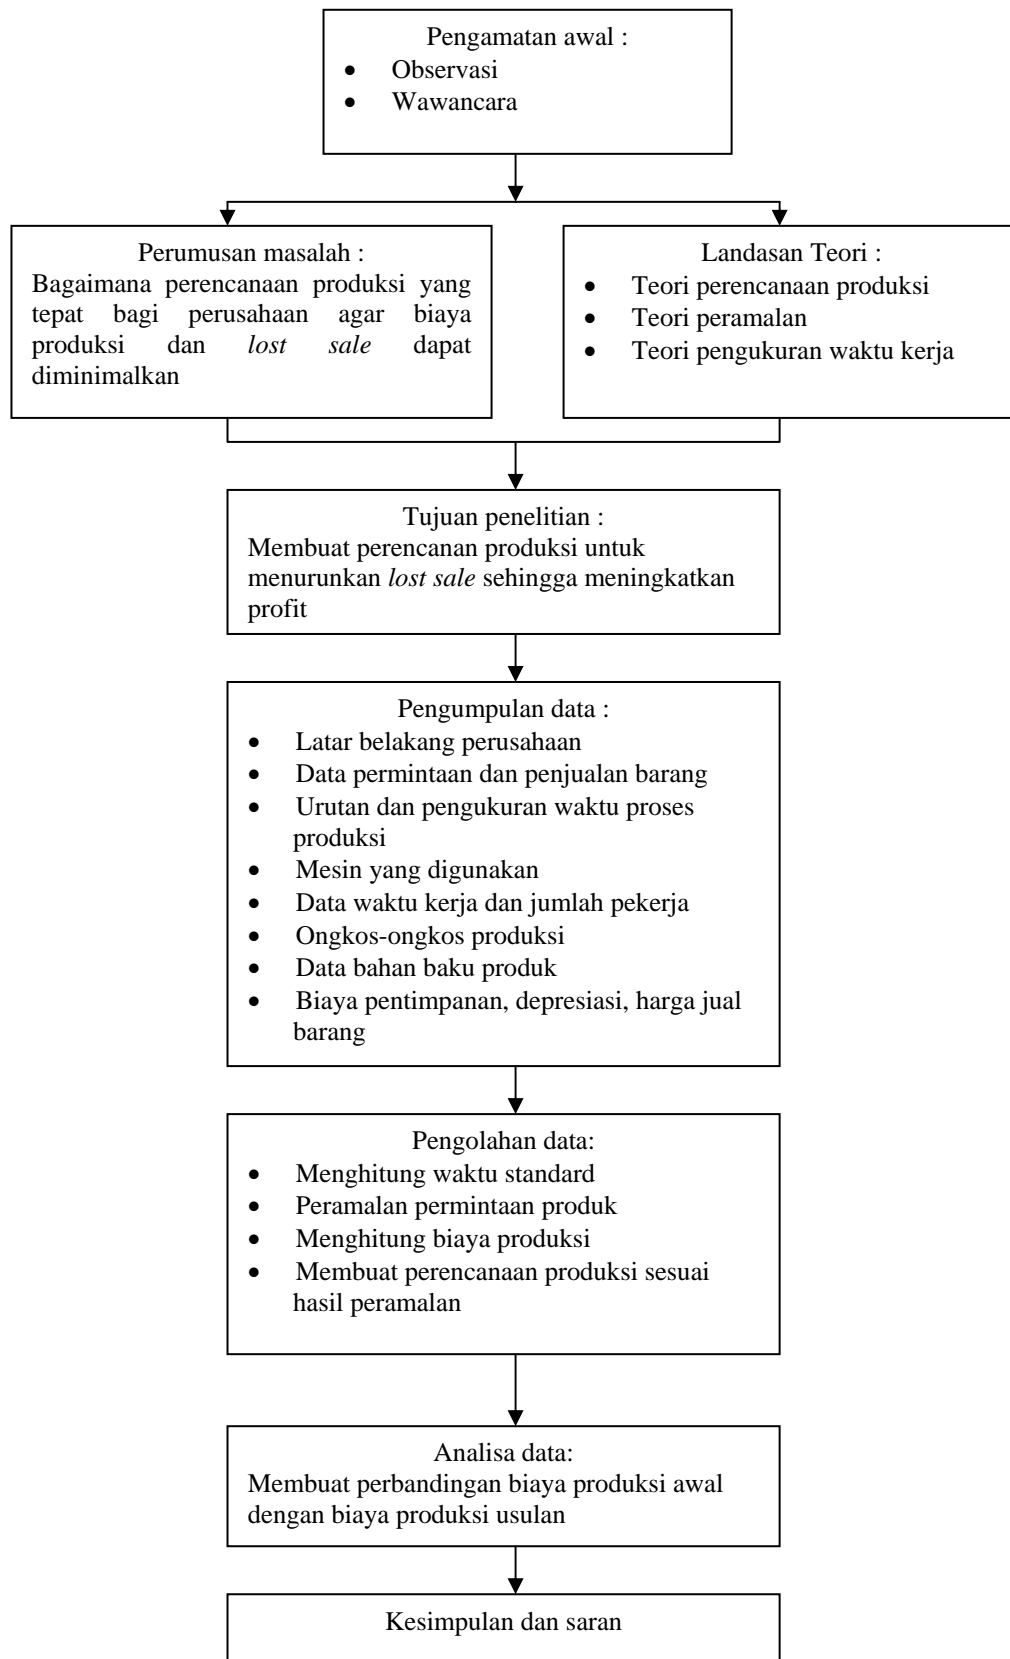 Pengamatan awal :
• Observasi
• Wawancara
Perumusan masalah :
Bagaimana perencanaan produksi yang
tepat bagi perusahaan agar biaya
produksi dan lost sale dapat
diminimalkan
Landasan Teori :
• Teori perencanaan produksi
• Teori peramalan
• Teori pengukuran waktu kerja
Tujuan penelitian :
Membuat perencanan produksi untuk
menurunkan lost sale sehingga meningkatkan
profit
Pengumpulan data :
• Latar belakang perusahaan
• Data permintaan dan penjualan barang
• Urutan dan pengukuran waktu proses
produksi
• Mesin yang digunakan
• Data waktu kerja dan jumlah pekerja
• Ongkos-ongkos produksi
• Data bahan baku produk
• Biaya pentimpanan, depresiasi, harga jual
barang
Pengolahan data:
• Menghitung waktu standard
• Peramalan permintaan produk
• Menghitung biaya produksi
• Membuat perencanaan produksi sesuai
hasil peramalan
Analisa data:
Membuat perbandingan biaya produksi awal
dengan biaya produksi usulan
Kesimpulan dan saran